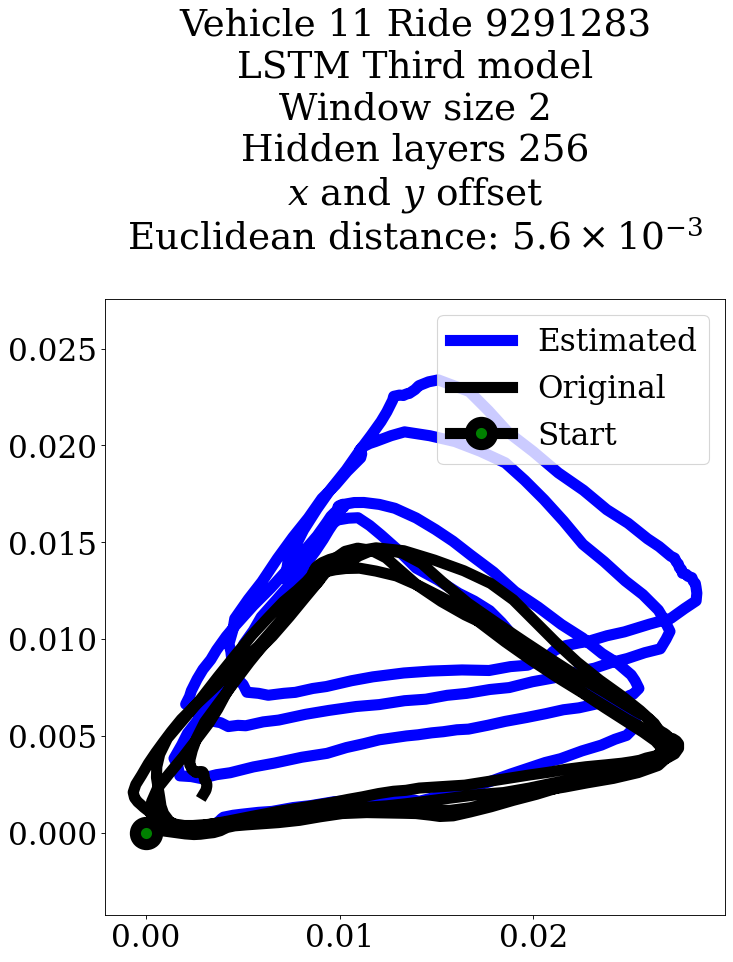 Vehicle 11 Ride 9291283
LSTM Third model
Window size 2
Hidden layers 256
x and y offset
Euclidean distance: 5.6 × 10⁻³
Estimated
Original
Start
0.025
0.020
0.015
0.010
0.005
0.000
0.00 0.01 0.02